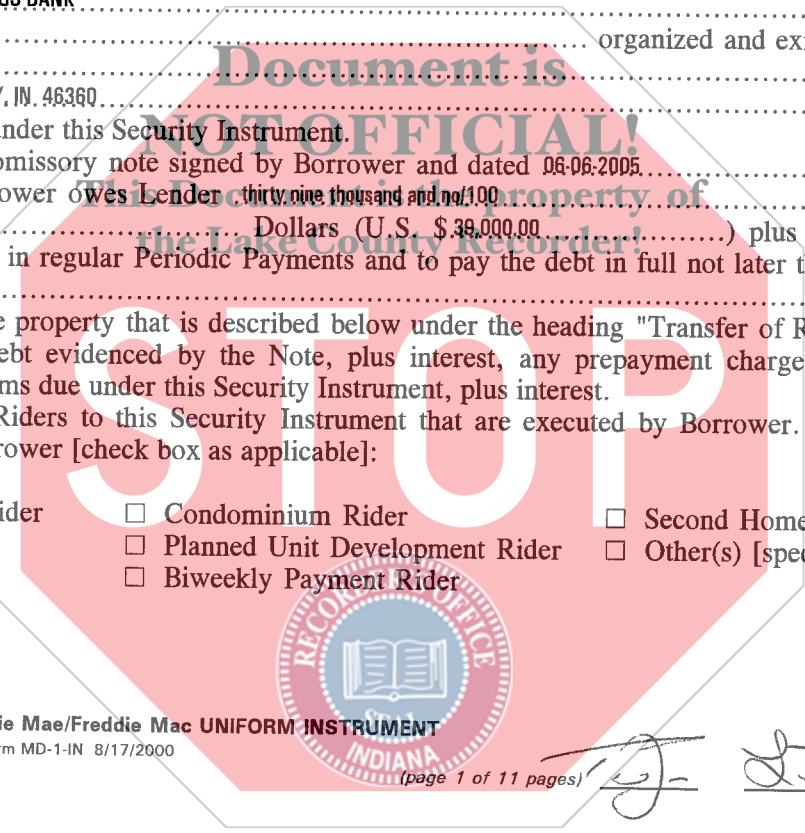 BANK
organized and
Document is
, IN. 46360
NOT OFFICIAL!
nder this Security Instrument.
omissory note signed by Borrower and dated 06-06-2005
This Document is the property of
ower owes Lender thirty nine thousand and no/100
Dollars (U.S. $ 39,000.00 ) plus
the Lake County Recorder!
in regular Periodic Payments and to pay the debt in full not later
e property that is described below under the heading "Transfer of R
ebt evidenced by the Note, plus interest, any prepayment charge
ms due under this Security Instrument, plus interest.
STOP
Riders to this Security Instrument that are executed by Borrower.
rower [check box as applicable]:
ider
☐ Condominium Rider
☐ Second Home
☐ Planned Unit Development Rider
☐ Other(s) [spec
☐ Biweekly Payment Rider
RECORDER'S OFFICE
SEAL
INDIANA
ie Mae/Freddie Mac UNIFORM INSTRUMENT
rm MD-1-IN 8/17/2000
(page 1 of 11 pages)